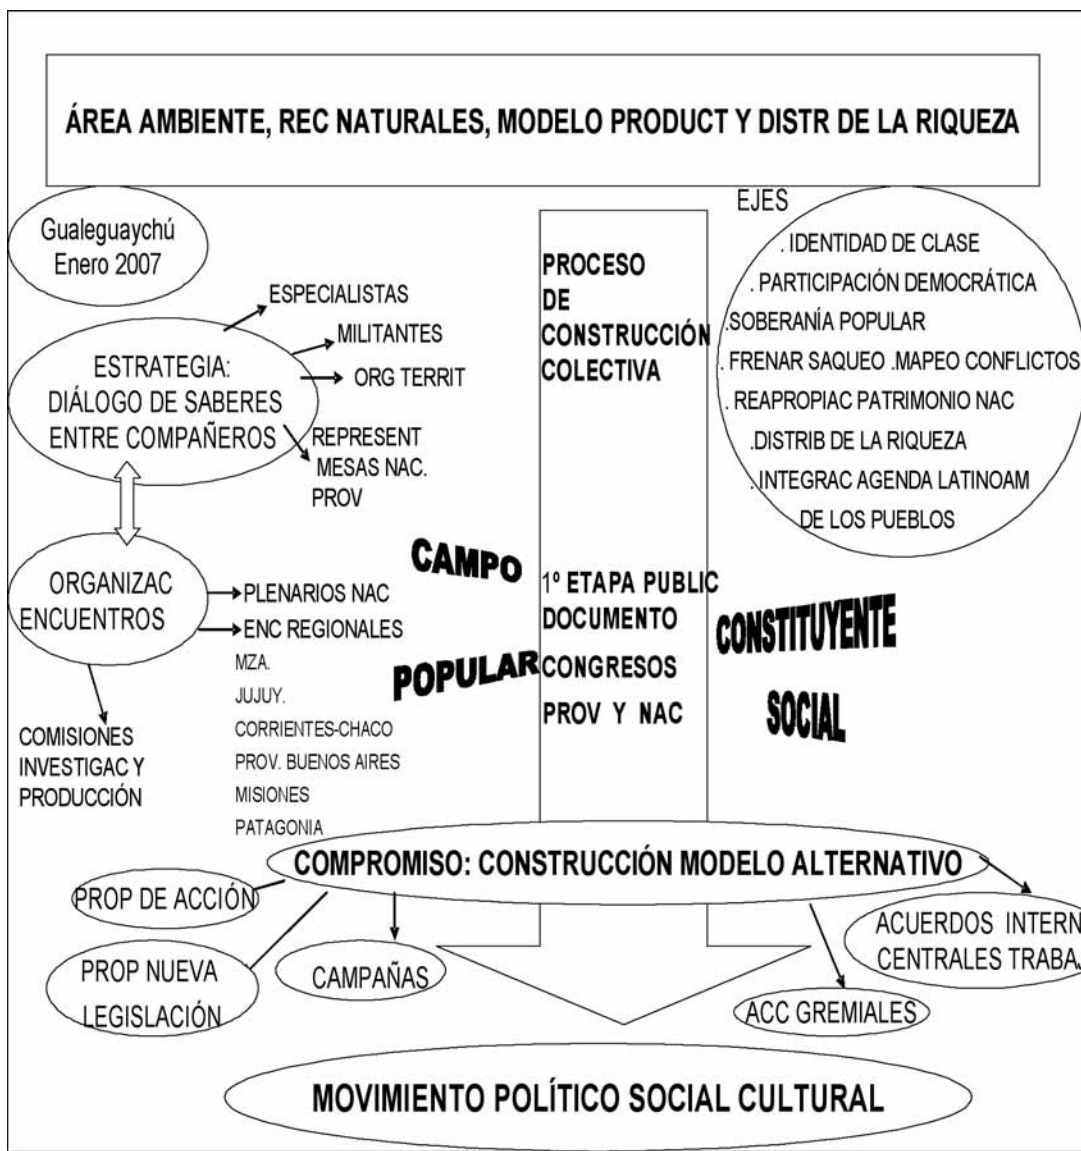 ÁREA AMBIENTE, REC NATURALES, MODELO PRODUCT Y DISTR DE LA RIQUEZA
Gualeguaychú
Enero 2007
ESTRATEGIA:
DIÁLOGO DE SABERES
ENTRE COMPAÑEROS
ESPECIALISTAS
MILITANTES
ORG TERRIT
REPRESENT
MESAS NAC.
PROV
ORGANIZAC
ENCUENTROS
PLENARIOS NAC
ENC REGIONALES
MZA.
JUJUY.
CORRIENTES-CHACO
PROV. BUENOS AIRES
MISIONES
PATAGONIA
COMISIONES
INVESTIGAC Y
PRODUCCIÓN
PROCESO
DE
CONSTRUCCIÓN
COLECTIVA
1º ETAPA PUBLIC
DOCUMENTO
CONGRESOS
PROV Y NAC
CAMPO
POPULAR
CONSTITUYENTE
SOCIAL
EJES
. IDENTIDAD DE CLASE
. PARTICIPACIÓN DEMOCRÁTICA
.SOBERANÍA POPULAR
. FRENAR SAQUEO .MAPEO CONFLICTOS
. REAPROPIAC PATRIMONIO NAC
.DISTRIB DE LA RIQUEZA
. INTEGRAC AGENDA LATINOAM
DE LOS PUEBLOS
COMPROMISO: CONSTRUCCIÓN MODELO ALTERNATIVO
PROP DE ACCIÓN
PROP NUEVA
LEGISLACIÓN
CAMPAÑAS
ACC GREMIALES
ACUERDOS INTERN
CENTRALES TRABAJ
MOVIMIENTO POLÍTICO SOCIAL CULTURAL